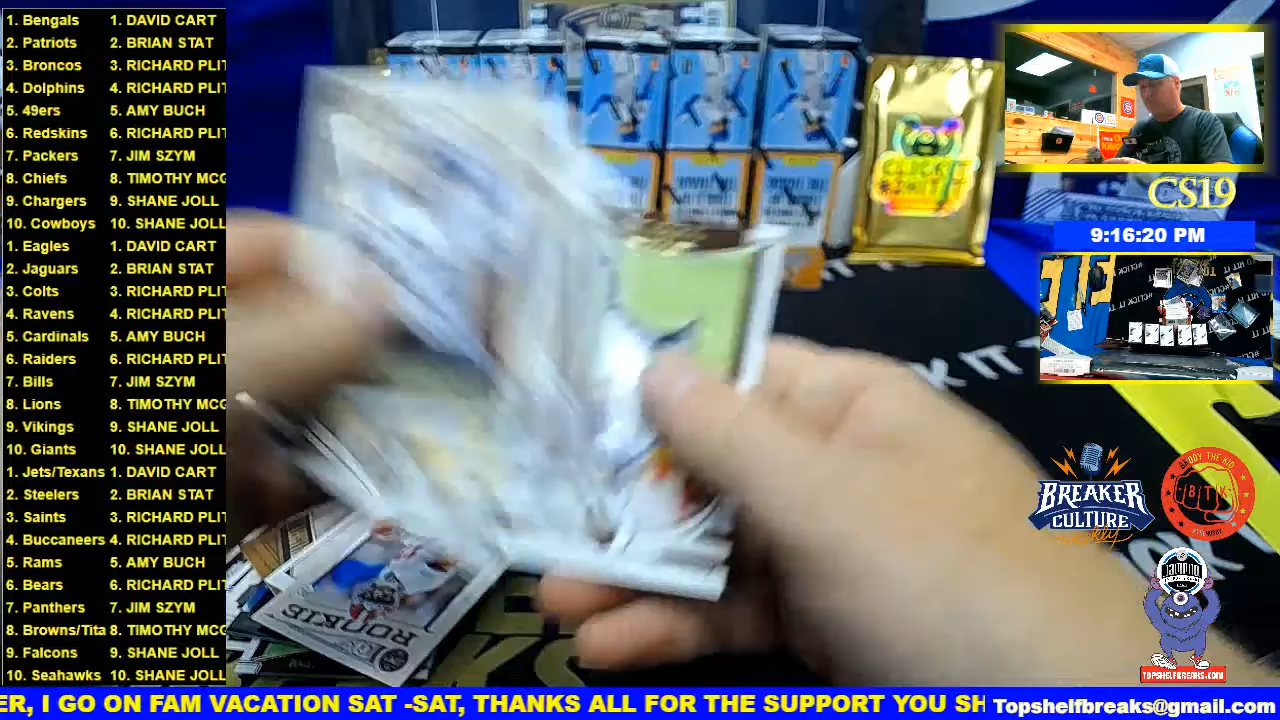 1. Bengals 1. DAVID CART
2. Patriots 2. BRIAN STAT
3. Broncos 3. RICHARD PLIT
4. Dolphins 4. RICHARD PLIT
5. 49ers 5. AMY BUCH
6. Redskins 6. RICHARD PLIT
7. Packers 7. JIM SZYM
8. Chiefs 8. TIMOTHY MCG
9. Chargers 9. SHANE JOLL
10. Cowboys 10. SHANE JOLL
1. Eagles 1. DAVID CART
2. Jaguars 2. BRIAN STAT
3. Colts 3. RICHARD PLIT
4. Ravens 4. RICHARD PLIT
5. Cardinals 5. AMY BUCH
6. Raiders 6. RICHARD PLIT
7. Bills 7. JIM SZYM
8. Lions 8. TIMOTHY MCG
9. Vikings 9. SHANE JOLL
10. Giants 10. SHANE JOLL
1. Jets/Texans 1. DAVID CART
2. Steelers 2. BRIAN STAT
3. Saints 3. RICHARD PLIT
4. Buccaneers 4. RICHARD PLIT
5. Rams 5. AMY BUCH
6. Bears 6. RICHARD PLIT
7. Panthers 7. JIM SZYM
8. Browns/Tita 8. TIMOTHY MCG
9. Falcons 9. SHANE JOLL
10. Seahawks 10. SHANE JOLL
CS19
9:16:20 PM
BREAKER
CULTURE
Weekly
DADDY THE KID
BTK
TOPSHELFBREAKS.COM
ROOKIE
ER, I GO ON FAM VACATION SAT -SAT, THANKS ALL FOR THE SUPPORT YOU SH
Topshelfbreaks@gmail.com